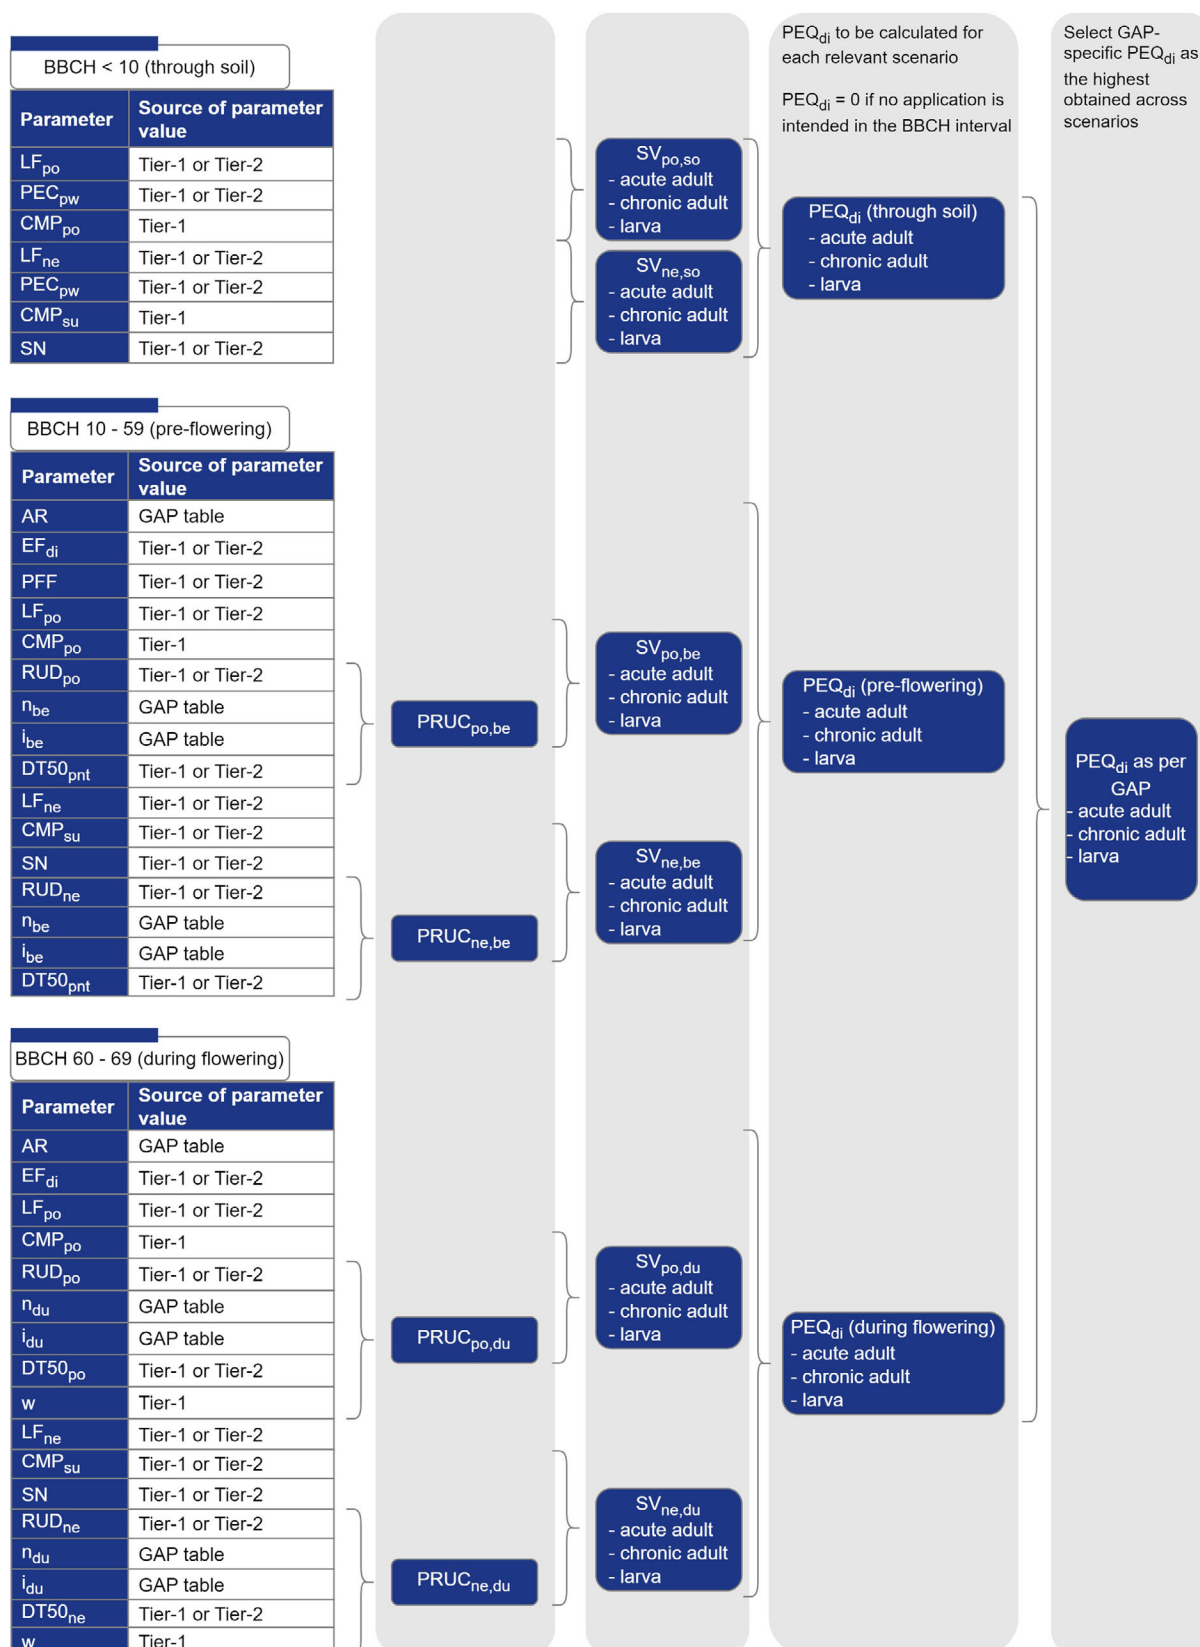 PEQdi to be calculated for
each relevant scenario
PEQdi = 0 if no application is
intended in the BBCH interval
Select GAP-
specific PEQdi as
the highest
obtained across
scenarios
BBCH < 10 (through soil)
Parameter Source of parameter
value
LFpo Tier-1 or Tier-2
PECpw Tier-1 or Tier-2
CMPpo Tier-1
LFne Tier-1 or Tier-2
PECpw Tier-1 or Tier-2
CMPsu Tier-1
SN Tier-1 or Tier-2
SVpo,so
- acute adult
- chronic adult
- larva
SVne,so
- acute adult
- chronic adult
- larva
PEQdi (through soil)
- acute adult
- chronic adult
- larva
BBCH 10 - 59 (pre-flowering)
Parameter Source of parameter
value
AR GAP table
EFdi Tier-1 or Tier-2
PFF Tier-1 or Tier-2
LFpo Tier-1 or Tier-2
CMPpo Tier-1
RUDpo Tier-1 or Tier-2
nbe GAP table
ibe GAP table
DT50pnt Tier-1 or Tier-2
LFne Tier-1 or Tier-2
CMPsu Tier-1 or Tier-2
SN Tier-1 or Tier-2
RUDne Tier-1 or Tier-2
nbe GAP table
ibe GAP table
DT50pnt Tier-1 or Tier-2
PRUCpo,be
PRUCne,be
SVpo,be
- acute adult
- chronic adult
- larva
SVne,be
- acute adult
- chronic adult
- larva
PEQdi (pre-flowering)
- acute adult
- chronic adult
- larva
PEQdi as per
GAP
- acute adult
- chronic adult
- larva
BBCH 60 - 69 (during flowering)
Parameter Source of parameter
value
AR GAP table
EFdi Tier-1 or Tier-2
LFpo Tier-1 or Tier-2
CMPpo Tier-1
RUDpo Tier-1 or Tier-2
ndu GAP table
idu GAP table
DT50po Tier-1 or Tier-2
w Tier-1
LFne Tier-1 or Tier-2
CMPsu Tier-1 or Tier-2
SN Tier-1 or Tier-2
RUDne Tier-1 or Tier-2
ndu GAP table
idu GAP table
DT50ne Tier-1 or Tier-2
w Tier-1
PRUCpo,du
PRUCne,du
SVpo,du
- acute adult
- chronic adult
- larva
SVne,du
- acute adult
- chronic adult
- larva
PEQdi (during flowering)
- acute adult
- chronic adult
- larva